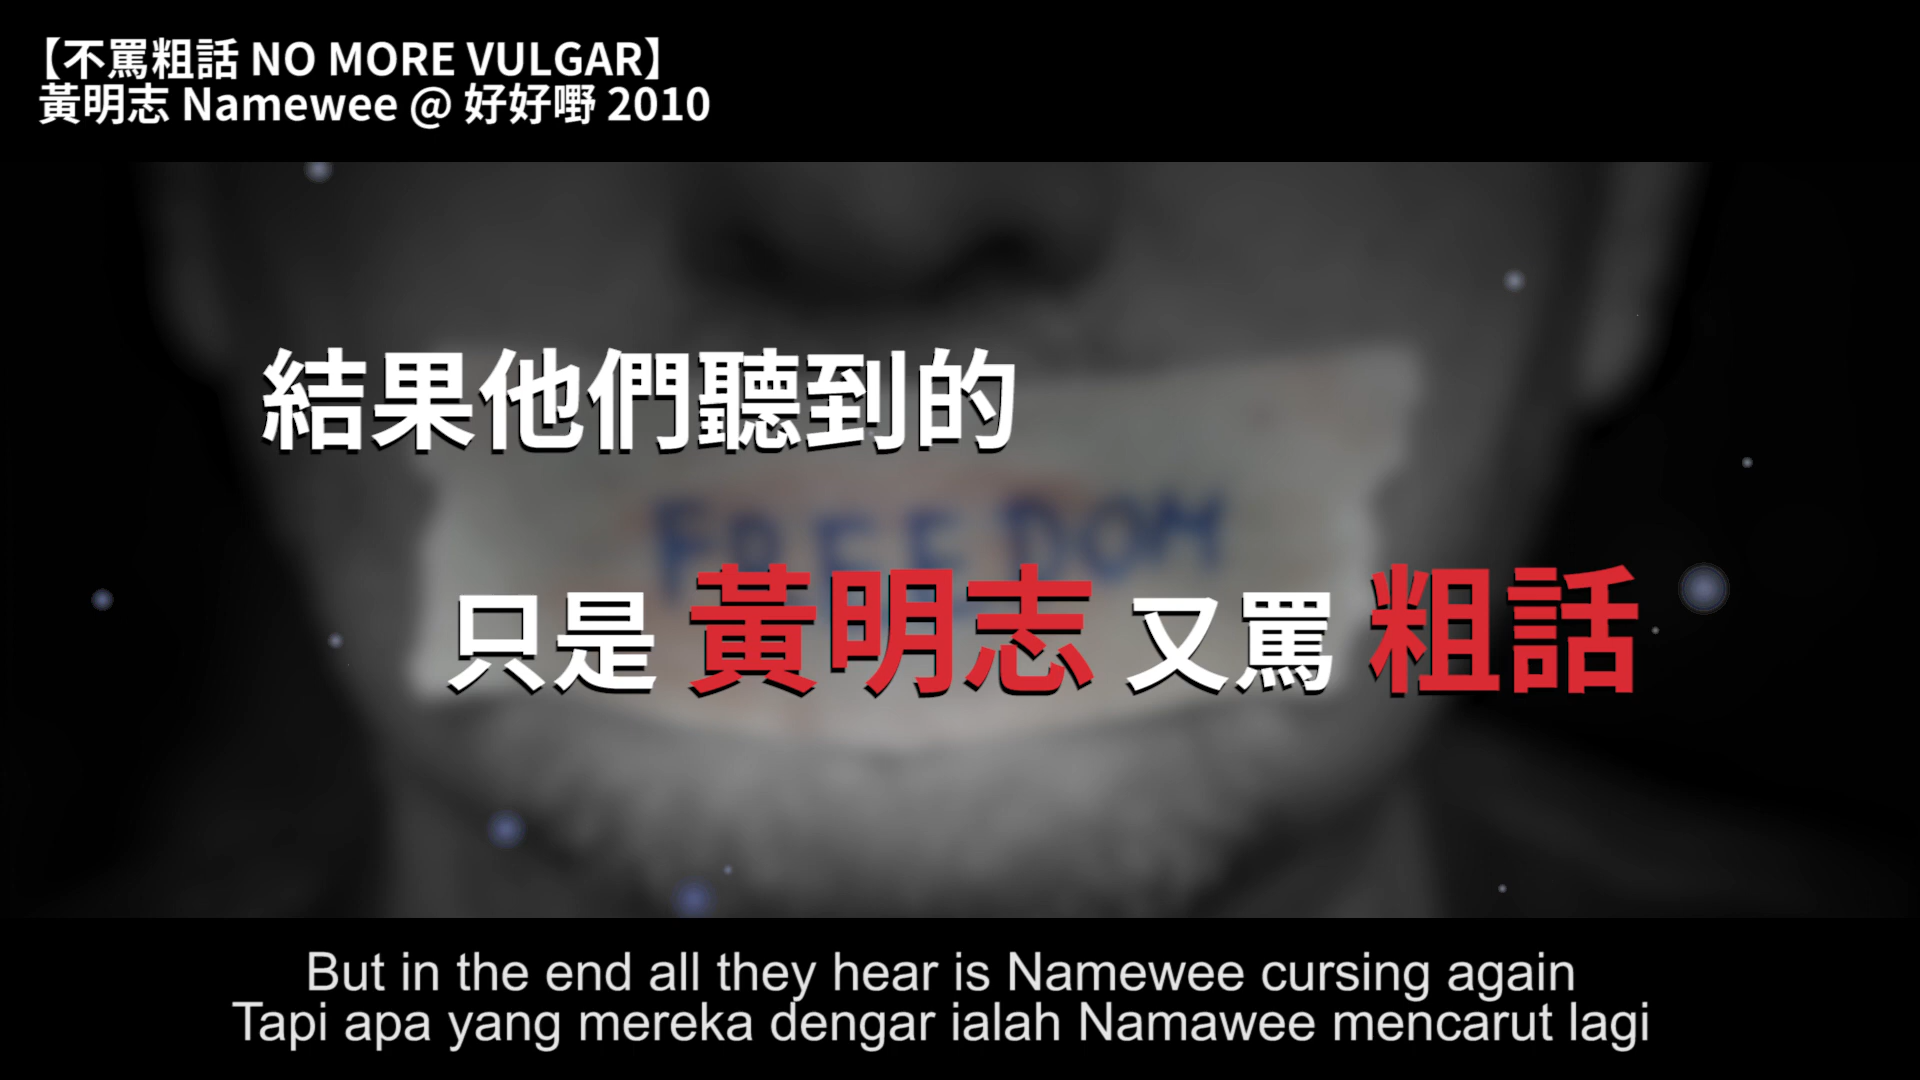 【不罵粗話 NO MORE VULGAR】
黃明志 Namewee @ 好好嘢 2010
結果他們聽到的
FREEDOM
只是 黃明志 又罵 粗話
But in the end all they hear is Namewee cursing again
Tapi apa yang mereka dengar ialah Namawee mencarut lagi